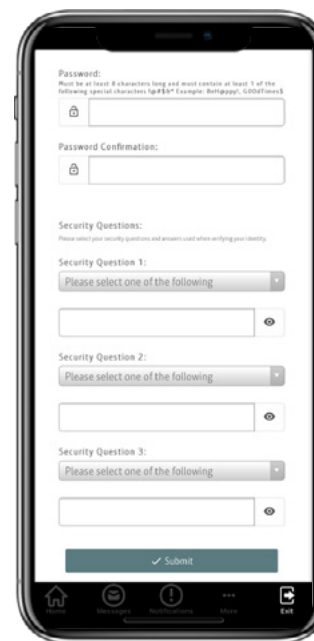 Password:
Must be at least 8 characters long and must contain at least 1 of the
following special characters !@#$&* Example: BeH@ppy!, G00dTimes$
Password Confirmation:
Security Questions:
Please select your security questions and answers used when verifying your identity.
Security Question 1:
Please select one of the following
Security Question 2:
Please select one of the following
Security Question 3:
Please select one of the following
✓ Submit
Home Messages Notifications More Exit